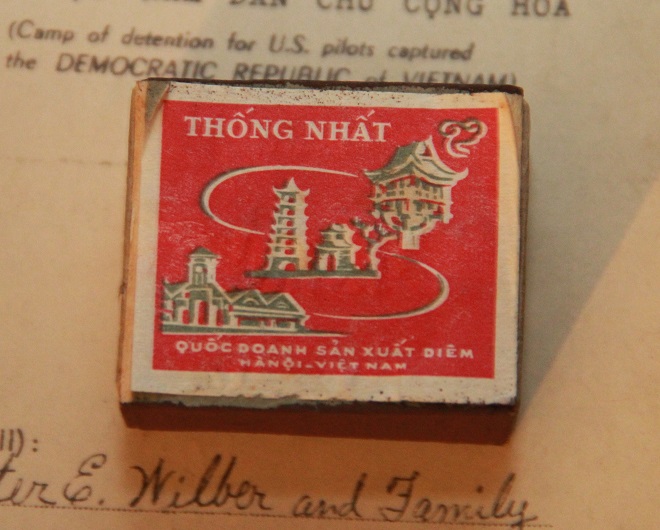 DÂN CHỦ CỘNG HÒA
(Camp of detention for U.S. pilots captured
the DEMOCRATIC REPUBLIC of VIETNAM)
THỐNG NHẤT
QUỐC DOANH SẢN XUẤT DIÊM
HÀNỘI-VIỆT NAM
E. Wilber and Family